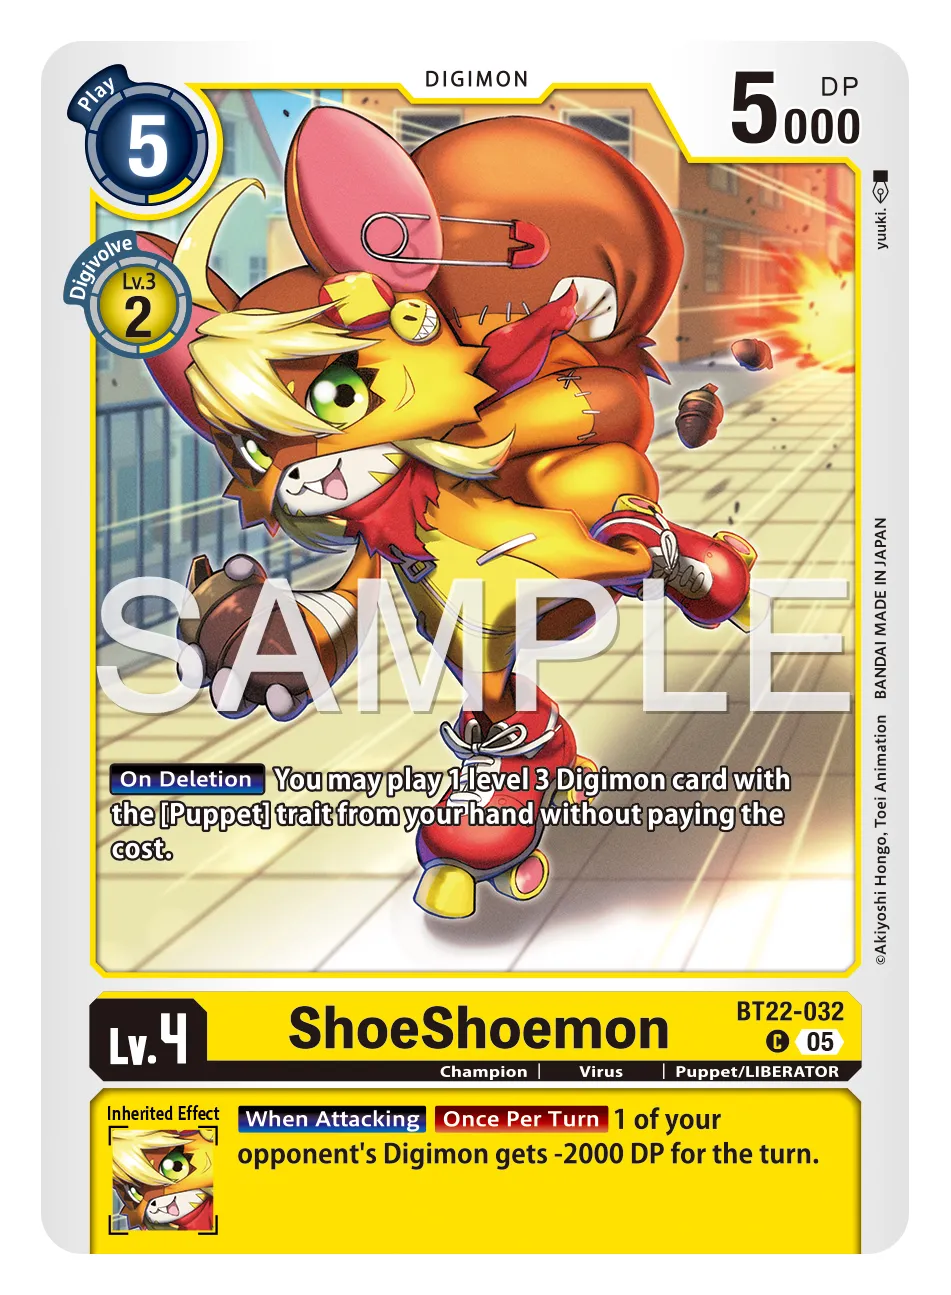 DIGIMON
Play
5
DP
5000
Digivolve
Lv.3
2
yuuki.
SAMPLE
On Deletion You may play 1 level 3 Digimon card with
the [Puppet] trait from your hand without paying the
cost.
©Akiyoshi Hongo, Toei Animation BANDAI MADE IN JAPAN
Lv.4
ShoeShoemon
BT22-032
C 05
Champion | Virus | Puppet/LIBERATOR
Inherited Effect
When Attacking Once Per Turn 1 of your
opponent's Digimon gets -2000 DP for the turn.